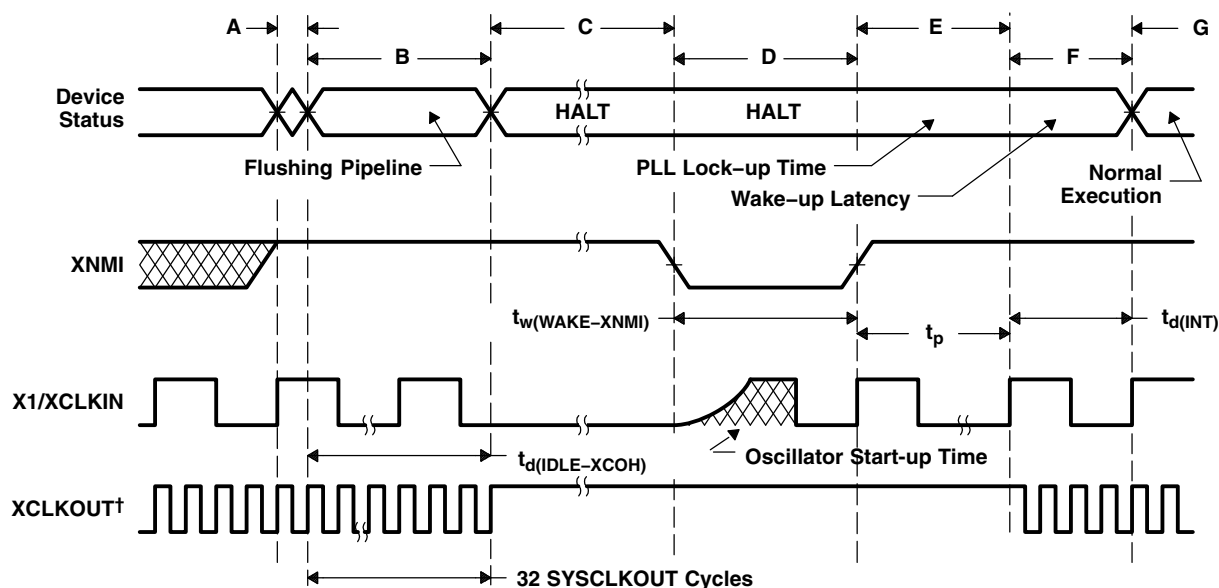 A
B
C
D
E
F
G
Device
Status
HALT
HALT
Flushing Pipeline
PLL Lock–up Time
Wake–up Latency
Normal
Execution
XNMI
tw(WAKE–XNMI)
tp
td(INT)
X1/XCLKIN
Oscillator Start-up Time
td(IDLE–XCOH)
XCLKOUT†
32 SYSCLKOUT Cycles